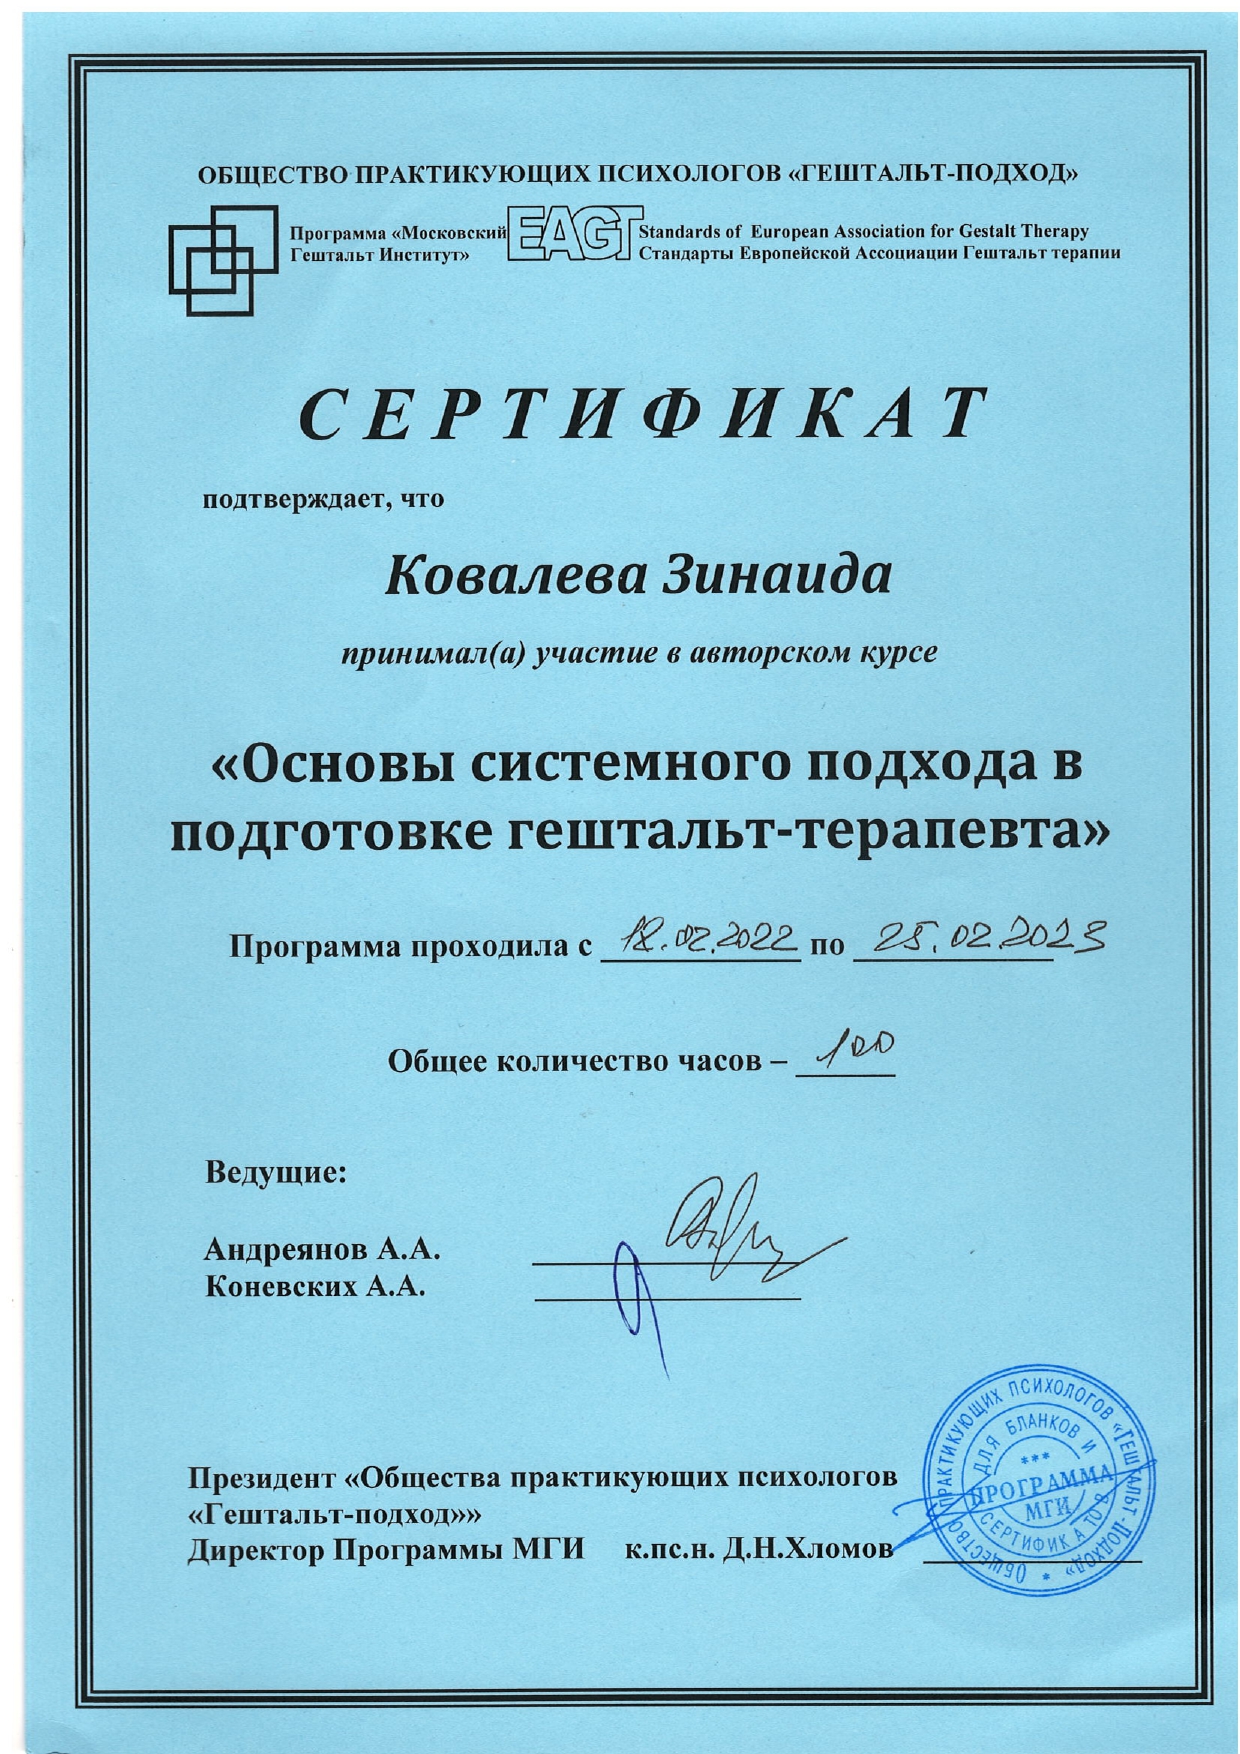 ОБЩЕСТВО ПРАКТИКУЮЩИХ ПСИХОЛОГОВ «ГЕШТАЛЬТ-ПОДХОД»
Программа «Московский
Гештальт Институт»
EAGT
Standards of European Association for Gestalt Therapy
Стандарты Европейской Ассоциации Гештальт терапии
СЕРТИФИКАТ
подтверждает, что
Ковалева Зинаида
принимал(а) участие в авторском курсе
«Основы системного подхода в
подготовке гештальт-терапевта»
Программа проходила с 18.02.2022 по 25.02.2023
Общее количество часов – 100
Ведущие:
Андреянов А.А.
Коневских А.А.
Президент «Общества практикующих психологов
«Гештальт-подход»»
Директор Программы МГИ к.пс.н. Д.Н.Хломов
ОБЩЕСТВО ПРАКТИКУЮЩИХ ПСИХОЛОГОВ «ГЕШТАЛЬТ-ПОДХОД» *
ДЛЯ БЛАНКОВ И СЕРТИФИКАТОВ
***
ПРОГРАММА
МГИ